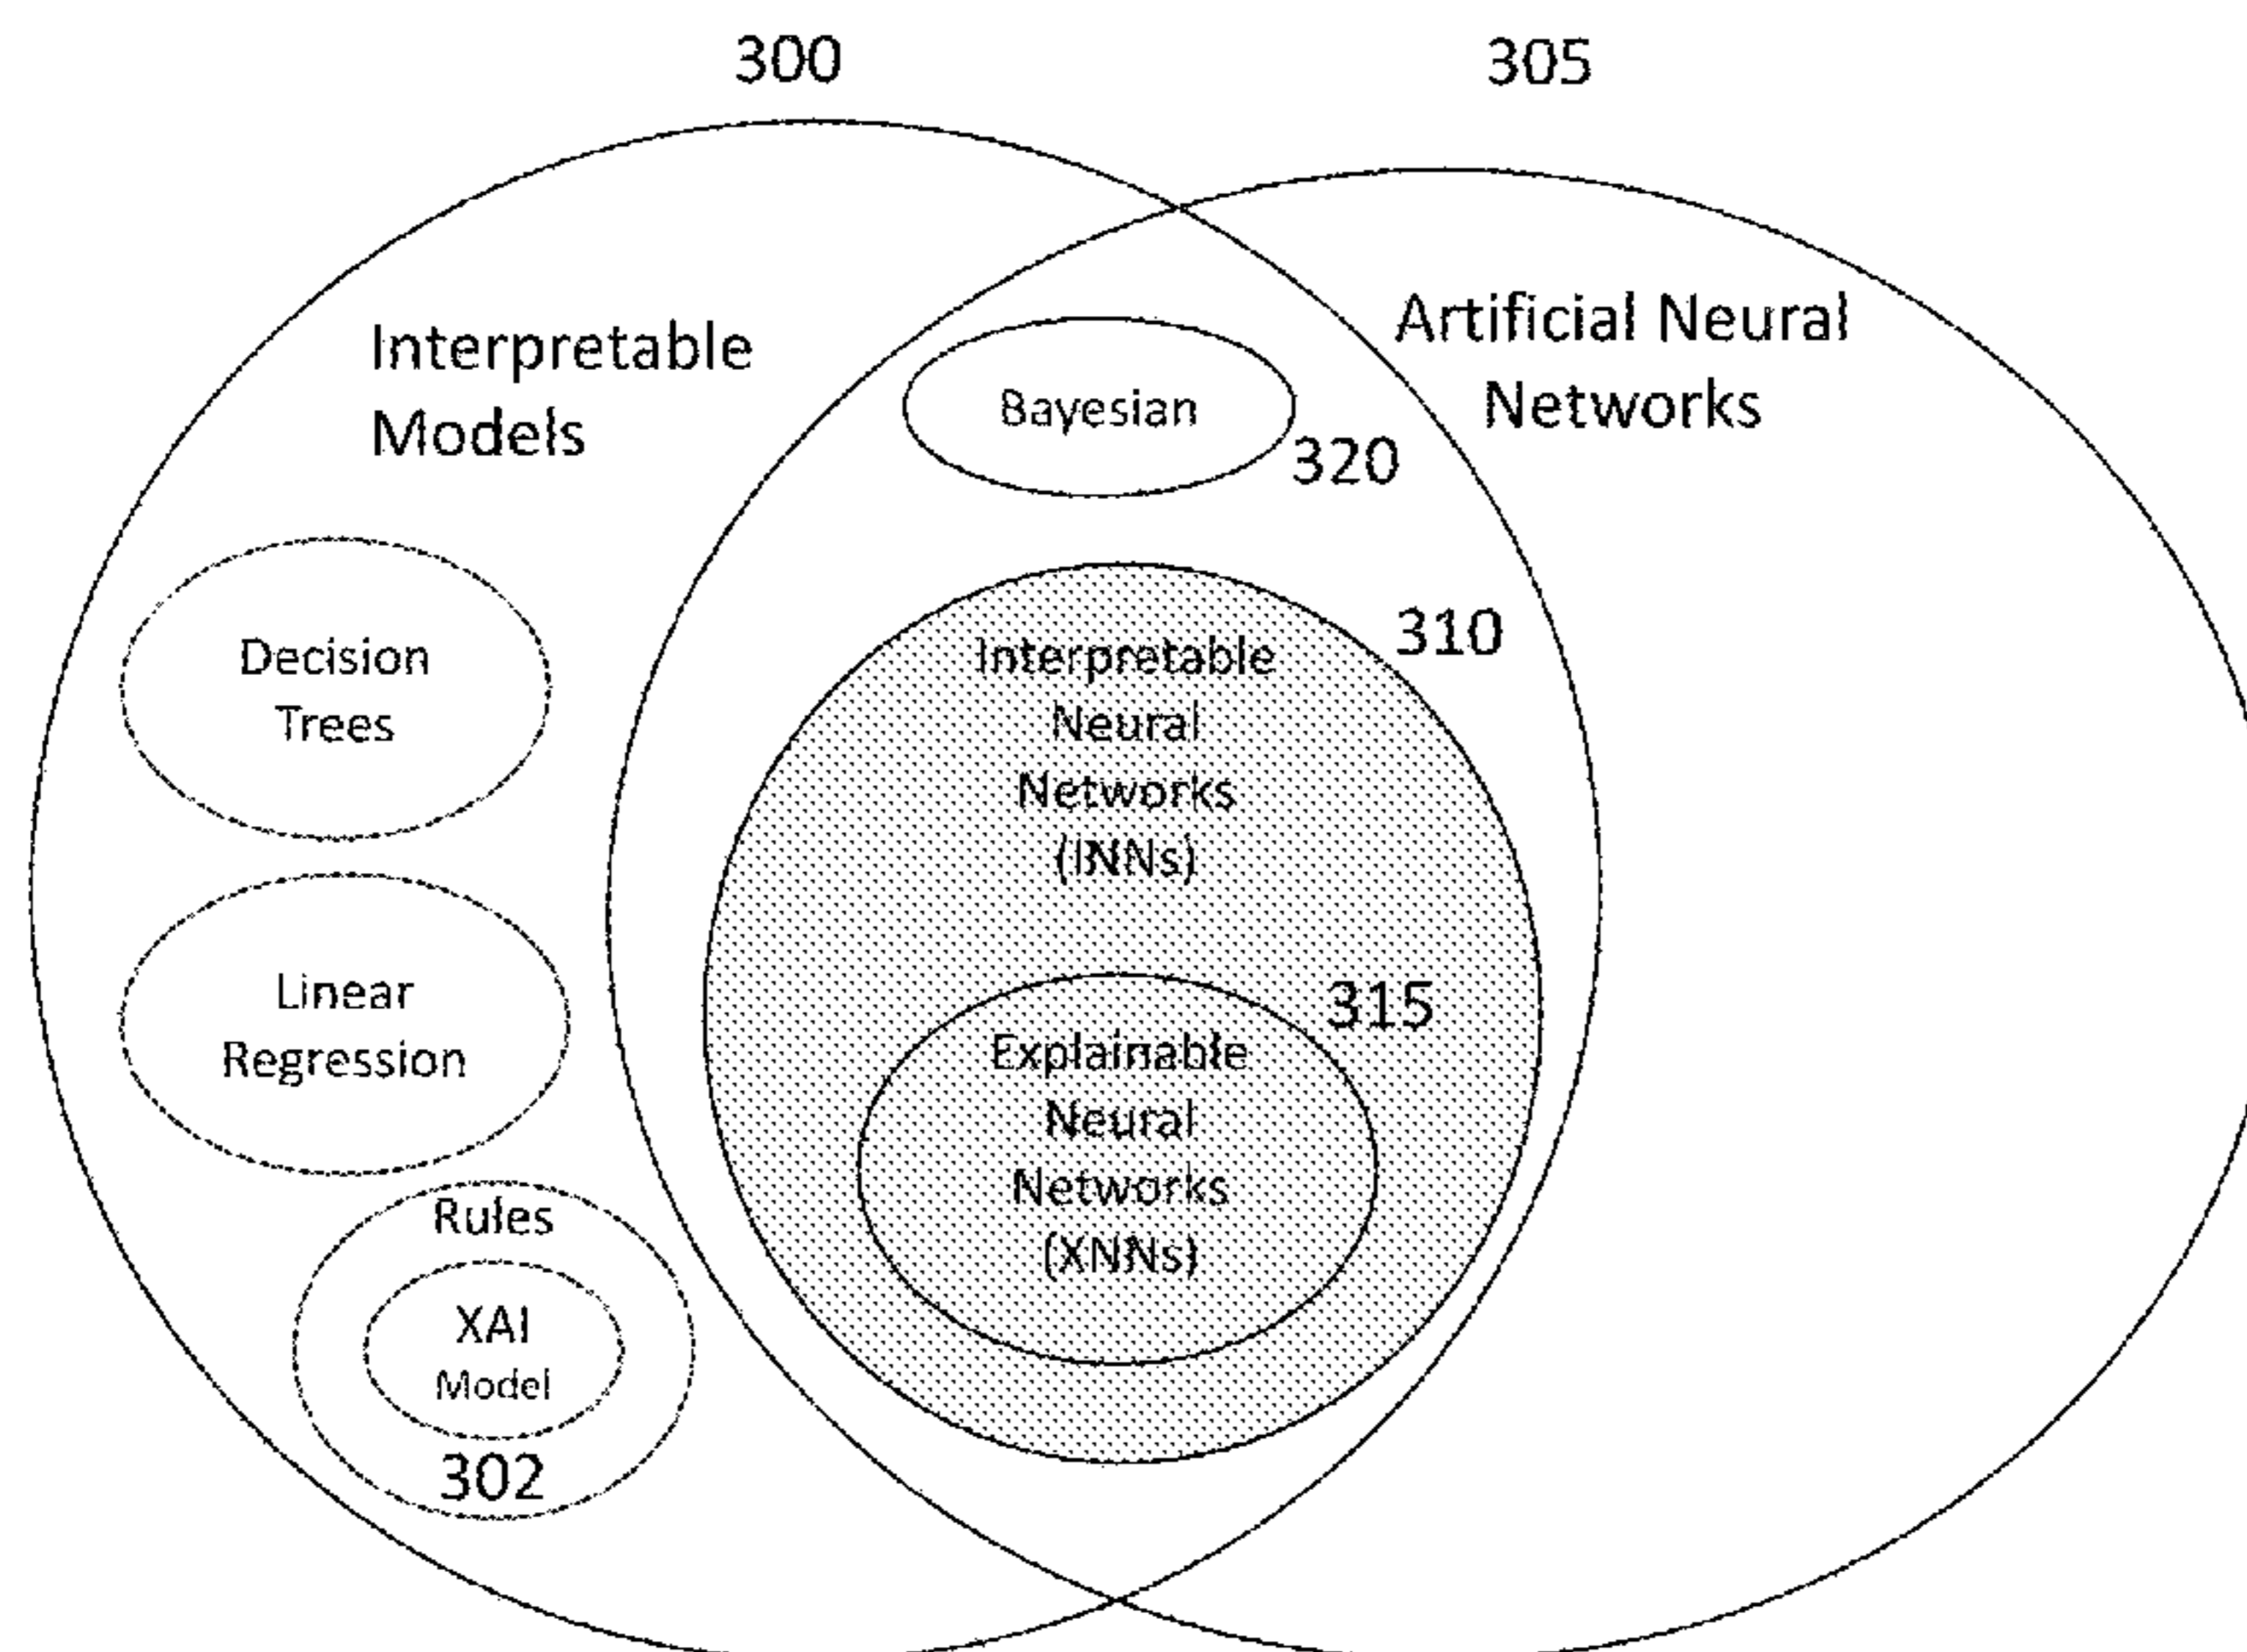 300
305
Interpretable
Models
Artificial Neural
Networks
Bayesian
320
Decision
Trees
310
Interpretable
Neural
Networks
(INNs)
Linear
Regression
315
Explainable
Neural
Networks
(XNNs)
Rules
XAI
Model
302